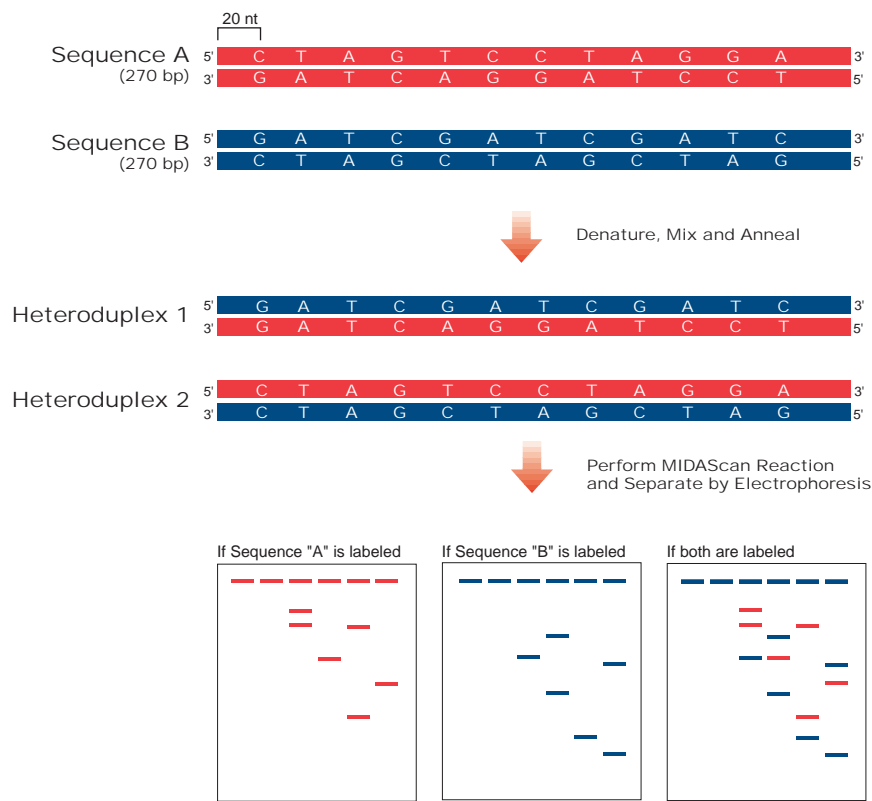 20 nt
Sequence A
(270 bp)
5' C T A G T C C T A G G A 3'
3' G A T C A G G A T C C T 5'
Sequence B
(270 bp)
5' G A T C G A T C G A T C 3'
3' C T A G C T A G C T A G 5'
Denature, Mix and Anneal
Heteroduplex 1
5' G A T C G A T C G A T C 3'
3' G A T C A G G A T C C T 5'
Heteroduplex 2
5' C T A G T C C T A G G A 3'
3' C T A G C T A G C T A G 5'
Perform MIDAScan Reaction
and Separate by Electrophoresis
If Sequence "A" is labeled
If Sequence "B" is labeled
If both are labeled